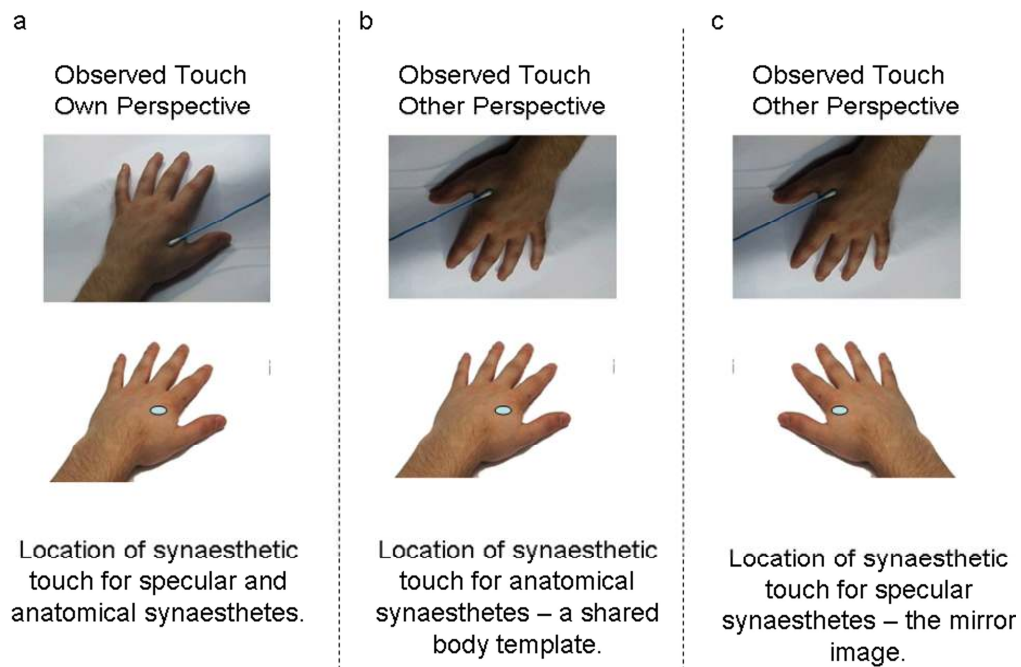 a
Observed Touch
Own Perspective
Location of synaesthetic
touch for specular and
anatomical synaesthetes.
b
Observed Touch
Other Perspective
Location of synaesthetic
touch for anatomical
synaesthetes – a shared
body template.
c
Observed Touch
Other Perspective
Location of synaesthetic
touch for specular
synaesthetes – the mirror
image.